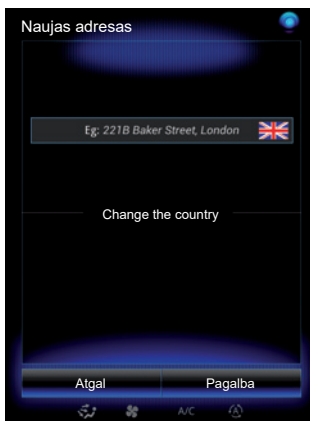 Naujas adresas
Eg: 221B Baker Street, London
Change the country
Atgal Pagalba
A/C